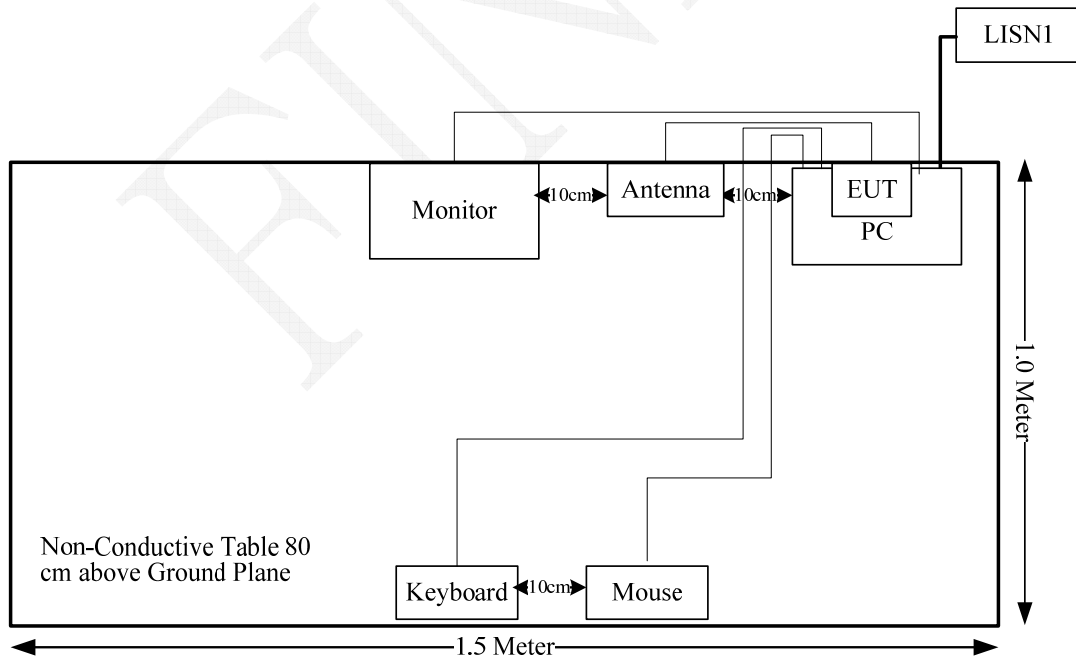 LISN1
Monitor
10cm
Antenna
10cm
EUT
PC
1.0 Meter
Non-Conductive Table 80
cm above Ground Plane
Keyboard
10cm
Mouse
1.5 Meter